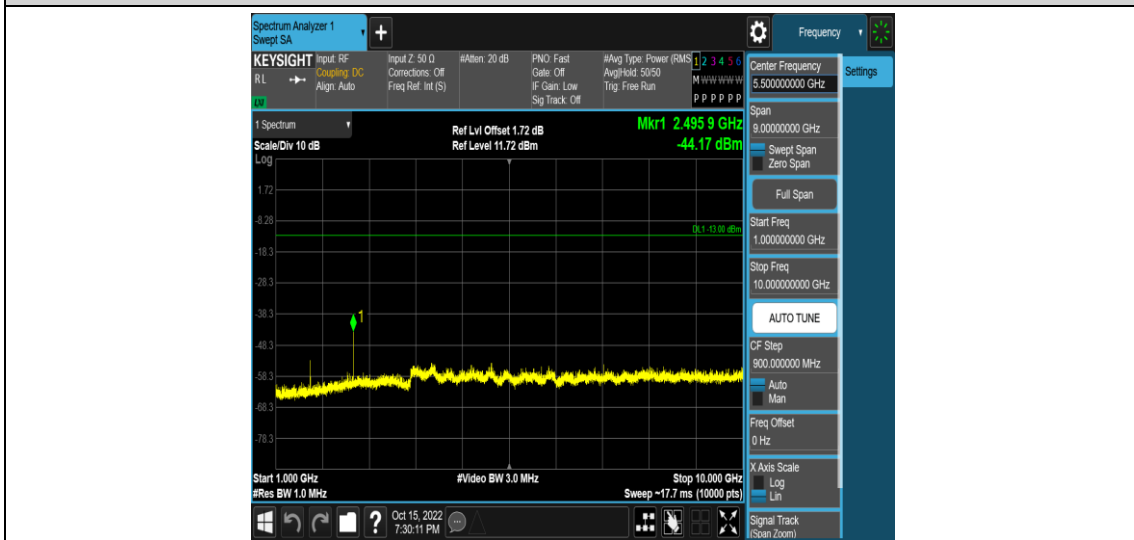 Spectrum Analyzer 1
Swept SA
+
Frequency
KEYSIGHT
Input: RF
Input Z: 50 Ω
#Atten: 20 dB
PNO: Fast
#Avg Type: Power (RMS
1 2 3 4 5 6
RL
Coupling: DC
Corrections: Off
Gate: Off
Avg|Hold: 50/50
M W W W W W
Align: Auto
Freq Ref: Int (S)
IF Gain: Low
Trig: Free Run
Sig Track: Off
P P P P P P
LNI
1 Spectrum
Ref Lvl Offset 1.72 dB
Mkr1 2.495 9 GHz
Scale/Div 10 dB
Ref Level 11.72 dBm
-44.17 dBm
Log
1.72
-8.28
DL1 -13.00 dBm
-18.3
-28.3
-38.3
1
-48.3
-58.3
-68.3
-78.3
Start 1.000 GHz
#Video BW 3.0 MHz
Stop 10.000 GHz
#Res BW 1.0 MHz
Sweep ~17.7 ms (10000 pts)
?
Oct 15, 2022
7:30:11 PM
Center Frequency
5.500000000 GHz
Settings
Span
9.00000000 GHz
Swept Span
Zero Span
Full Span
Start Freq
1.000000000 GHz
Stop Freq
10.000000000 GHz
AUTO TUNE
CF Step
900.000000 MHz
Auto
Man
Freq Offset
0 Hz
X Axis Scale
Log
Lin
Signal Track
(Span Zoom)